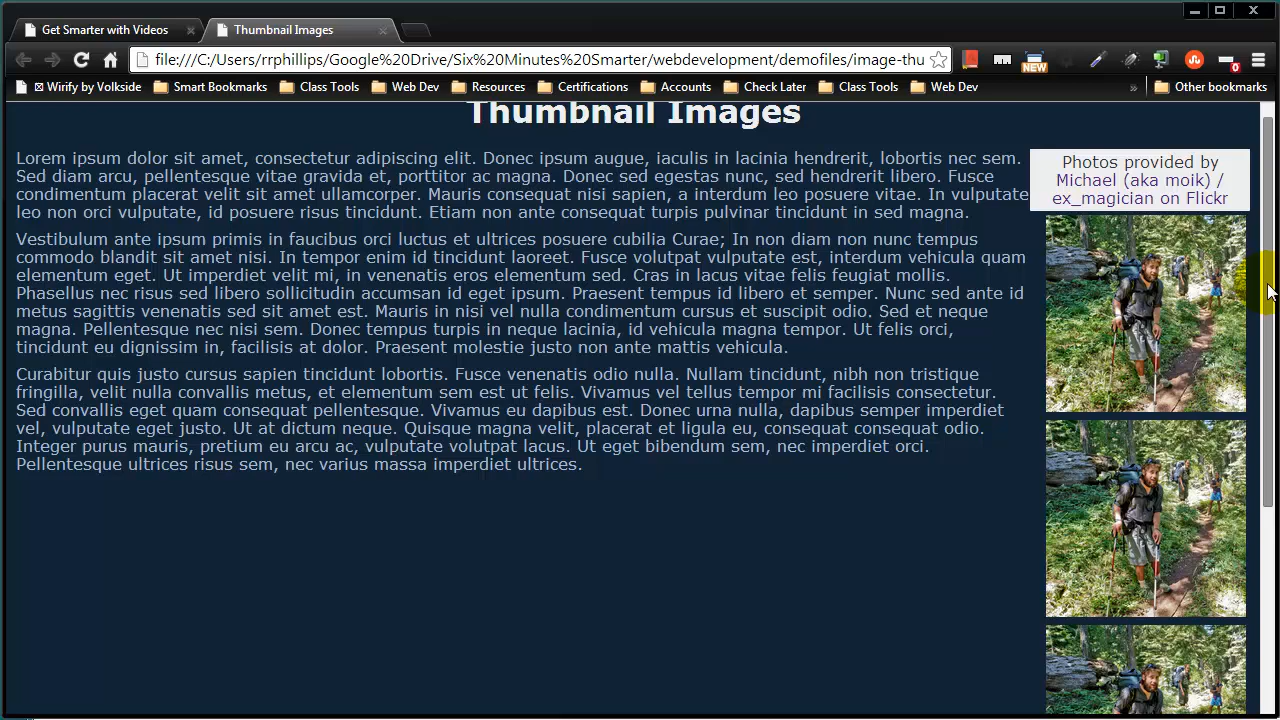 Get Smarter with Videos
Thumbnail Images
file:///C:/Users/rrphillips/Google%20Drive/Six%20Minutes%20Smarter/webdevelopment/demofiles/image-thu
NEW
0
Wirify by Volkside
Smart Bookmarks
Class Tools
Web Dev
Resources
Certifications
Accounts
Check Later
Class Tools
Web Dev
»
Other bookmarks
Thumbnail Images
Lorem ipsum dolor sit amet, consectetur adipiscing elit. Donec ipsum augue, iaculis in lacinia hendrerit, lobortis nec sem.
Sed diam arcu, pellentesque vitae gravida et, porttitor ac magna. Donec sed egestas nunc, sed hendrerit libero. Fusce
condimentum placerat velit sit amet ullamcorper. Mauris consequat nisi sapien, a interdum leo posuere vitae. In vulputate
leo non orci vulputate, id posuere risus tincidunt. Etiam non ante consequat turpis pulvinar tincidunt in sed magna.
Vestibulum ante ipsum primis in faucibus orci luctus et ultrices posuere cubilia Curae; In non diam non nunc tempus
commodo blandit sit amet nisi. In tempor enim id tincidunt laoreet. Fusce volutpat vulputate est, interdum vehicula quam
elementum eget. Ut imperdiet velit mi, in venenatis eros elementum sed. Cras in lacus vitae felis feugiat mollis.
Phasellus nec risus sed libero sollicitudin accumsan id eget ipsum. Praesent tempus id libero et semper. Nunc sed ante id
metus sagittis venenatis sed sit amet est. Mauris in nisi vel nulla condimentum cursus et suscipit odio. Sed et neque
magna. Pellentesque nec nisi sem. Donec tempus turpis in neque lacinia, id vehicula magna tempor. Ut felis orci,
tincidunt eu dignissim in, facilisis at dolor. Praesent molestie justo non ante mattis vehicula.
Curabitur quis justo cursus sapien tincidunt lobortis. Fusce venenatis odio nulla. Nullam tincidunt, nibh non tristique
fringilla, velit nulla convallis metus, et elementum sem est ut felis. Vivamus vel tellus tempor mi facilisis consectetur.
Sed convallis eget quam consequat pellentesque. Vivamus eu dapibus est. Donec urna nulla, dapibus semper imperdiet
vel, vulputate eget justo. Ut at dictum neque. Quisque magna velit, placerat et ligula eu, consequat consequat odio.
Integer purus mauris, pretium eu arcu ac, vulputate volutpat lacus. Ut eget bibendum sem, nec imperdiet orci.
Pellentesque ultrices risus sem, nec varius massa imperdiet ultrices.
Photos provided by
Michael (aka moik) /
ex_magician on Flickr